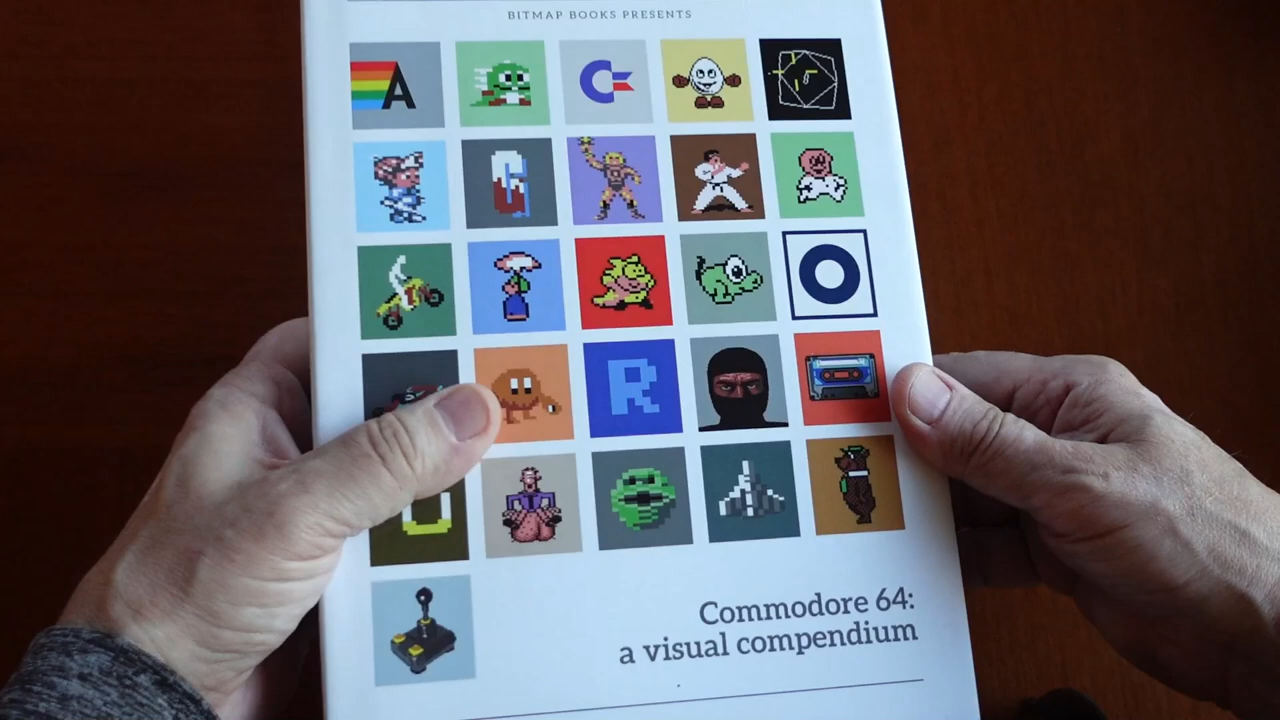 BITMAP BOOKS PRESENTS
A
C
G
O
R
U
Commodore 64:
a visual compendium